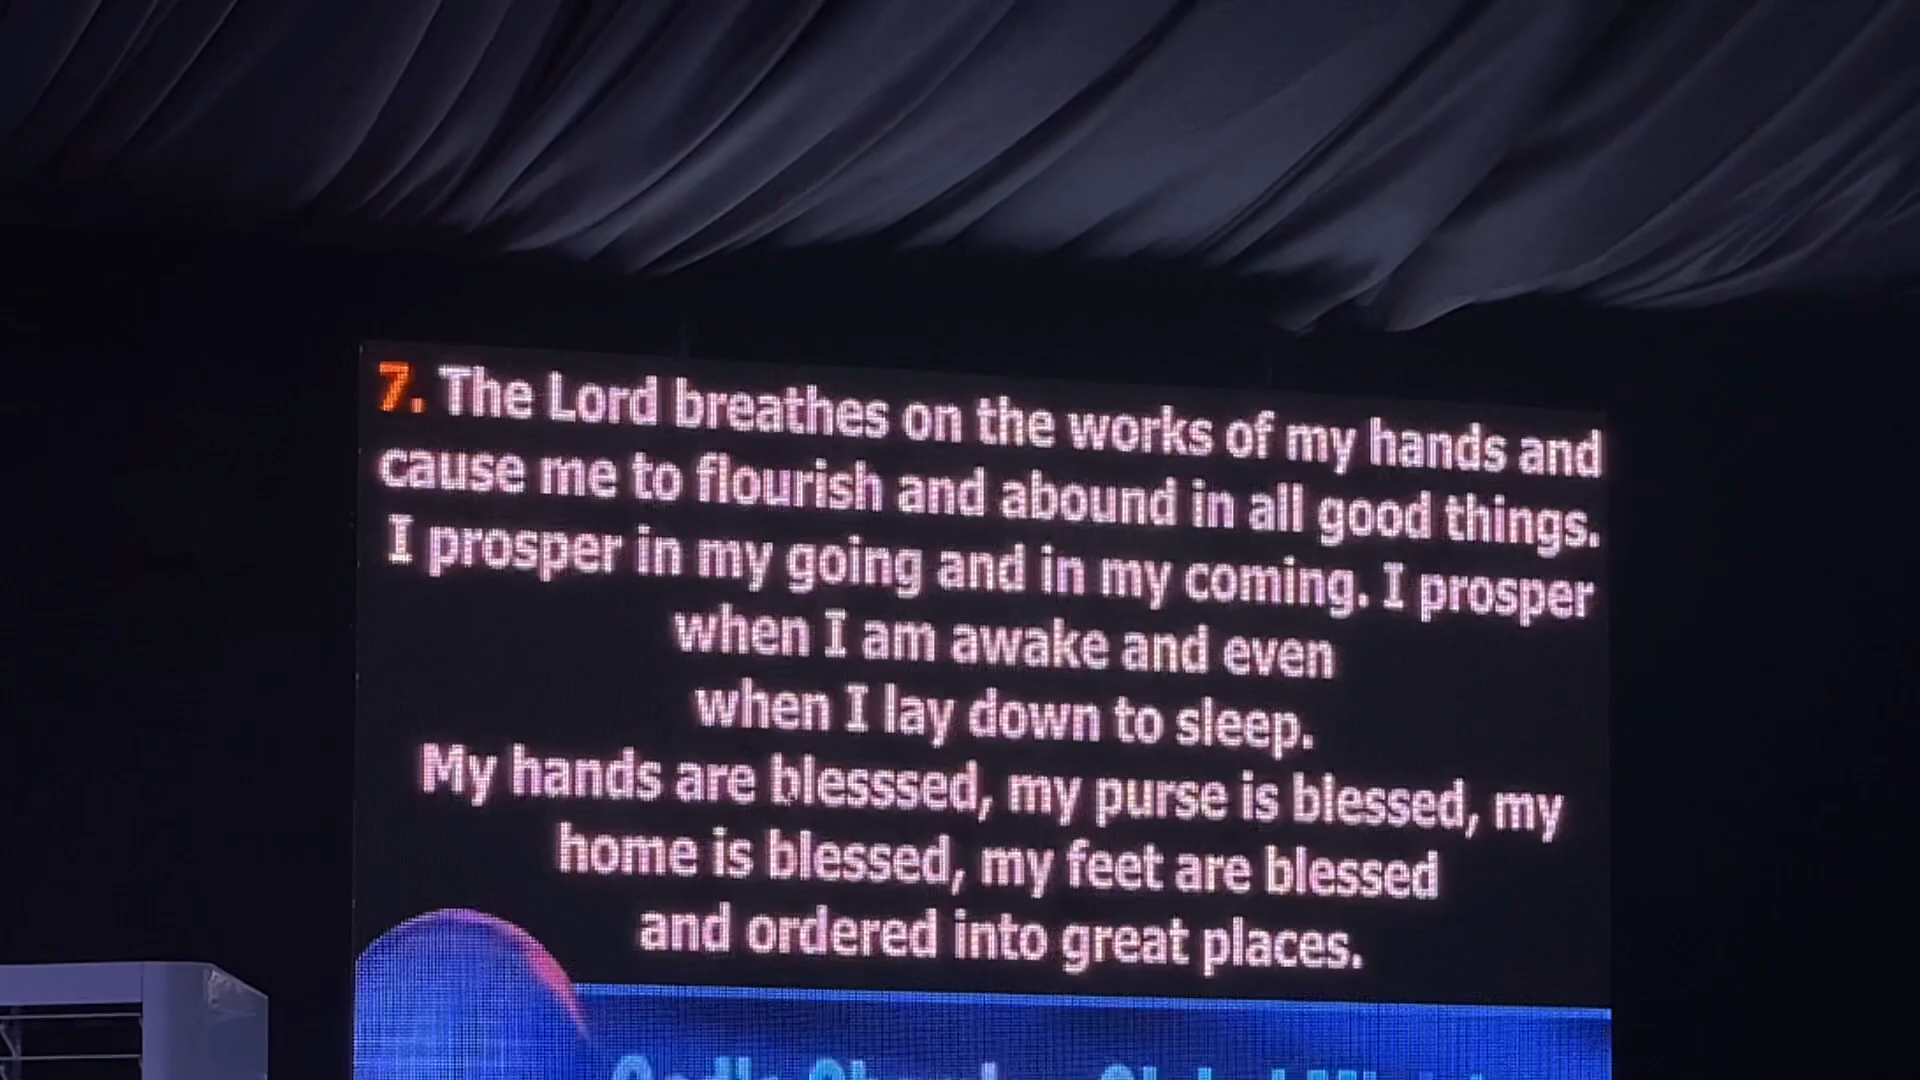 7. The Lord breathes on the works of my hands and
cause me to flourish and abound in all good things.
I prosper in my going and in my coming. I prosper
when I am awake and even
when I lay down to sleep.
My hands are blesssed, my purse is blessed, my
home is blessed, my feet are blessed
and ordered into great places.